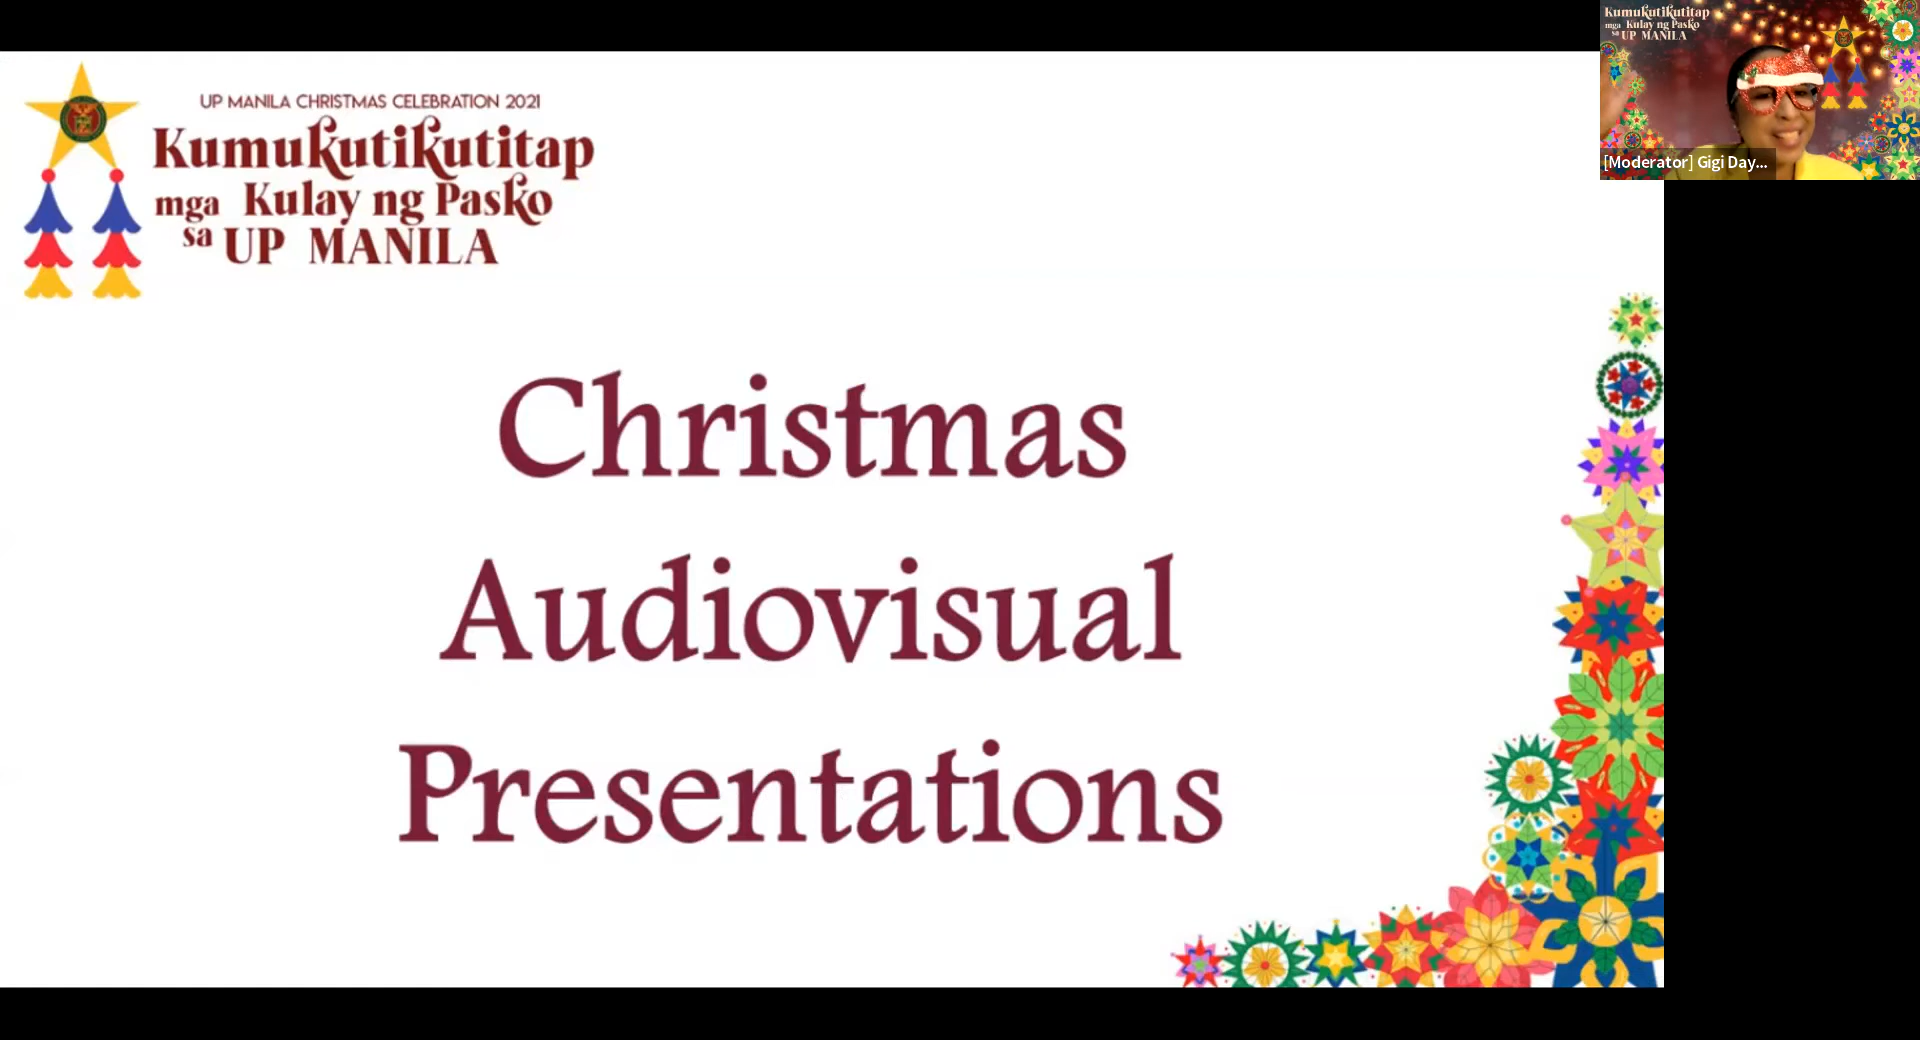 UP MANILA CHRISTMAS CELEBRATION 2021
Kumukutikutitap
mga Kulay ng Pasko
sa UP MANILA
Christmas
Audiovisual
Presentations
Kumukutikutitap
mga Kulay ng Pasko
sa UP MANILA
[Moderator] Gigi Day...